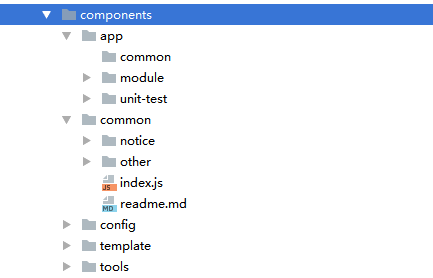 components
app
common
module
unit-test
common
notice
other
index.js
readme.md
config
template
tools